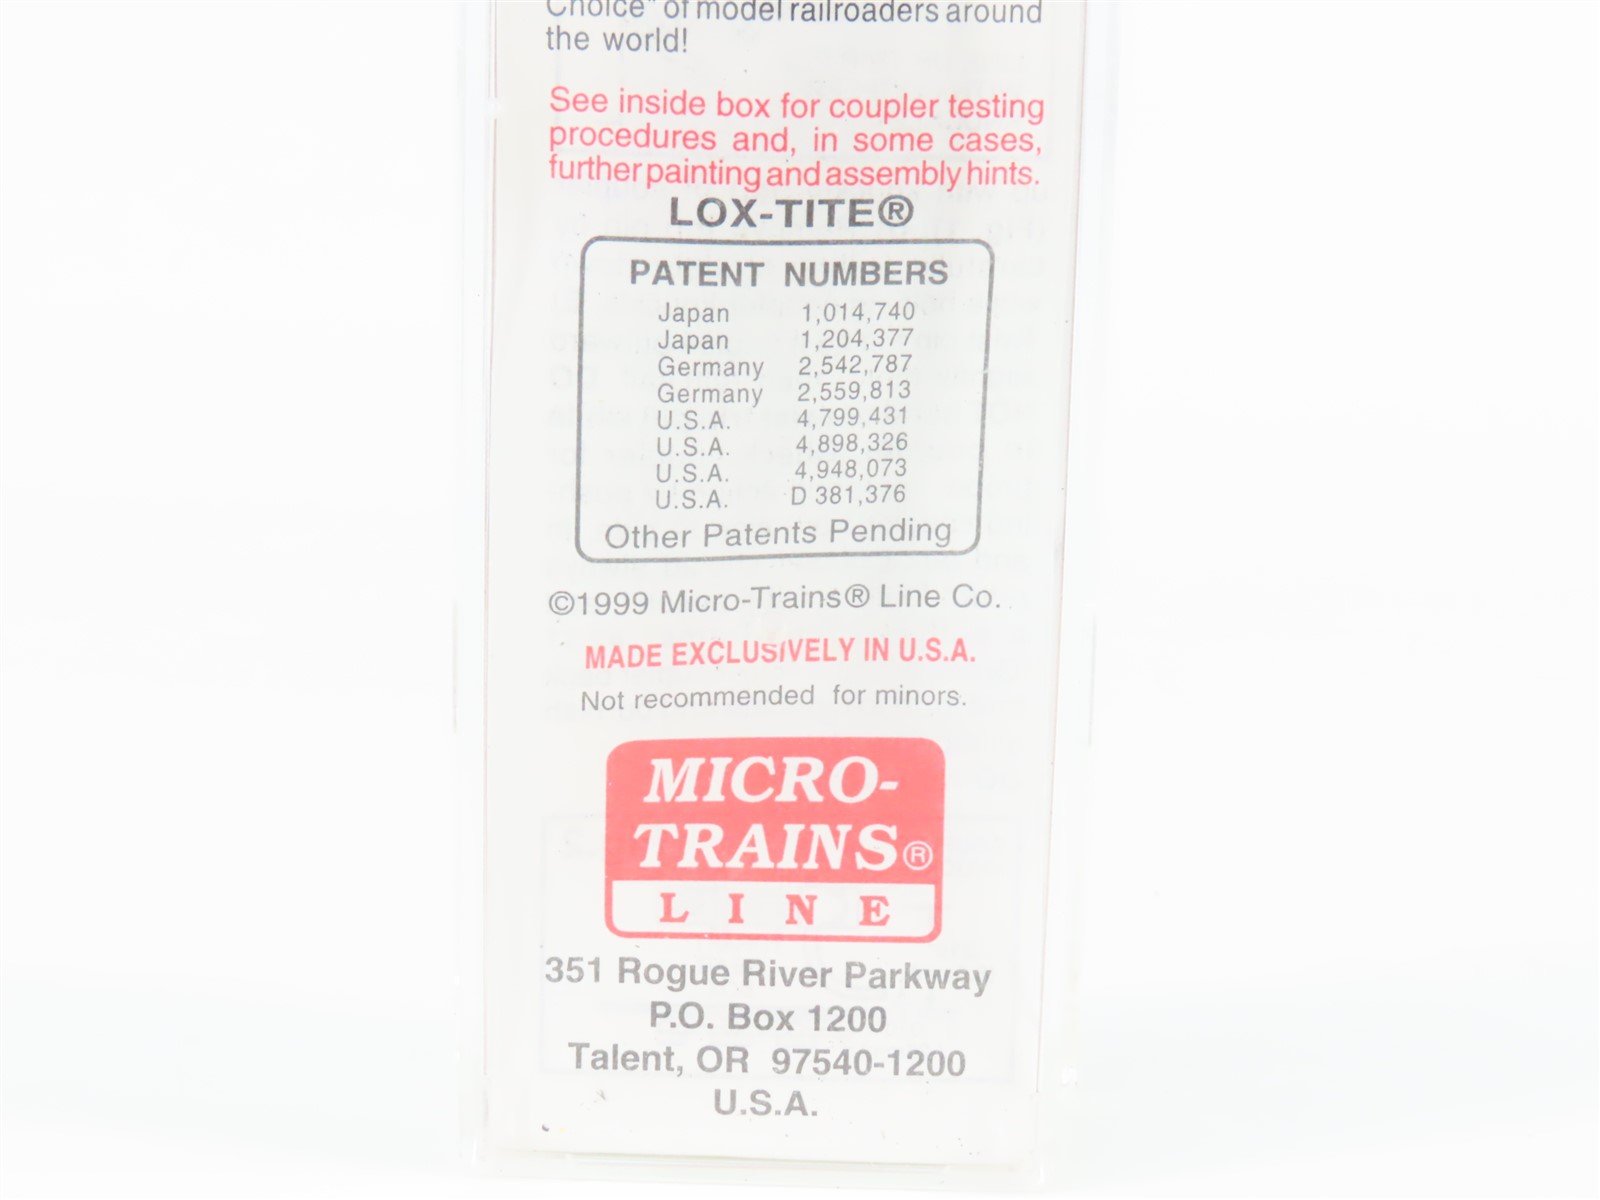 Choice" of model railroaders around
the world!
See inside box for coupler testing
procedures and, in some cases,
further painting and assembly hints.
LOX-TITE®
PATENT NUMBERS
Japan 1,014,740
Japan 1,204,377
Germany 2,542,787
Germany 2,559,813
U.S.A. 4,799,431
U.S.A. 4,898,326
U.S.A. 4,948,073
U.S.A. D 381,376
Other Patents Pending
©1999 Micro-Trains® Line Co.
MADE EXCLUSIVELY IN U.S.A.
Not recommended for minors.
MICRO-
TRAINS®
LINE
351 Rogue River Parkway
P.O. Box 1200
Talent, OR 97540-1200
U.S.A.